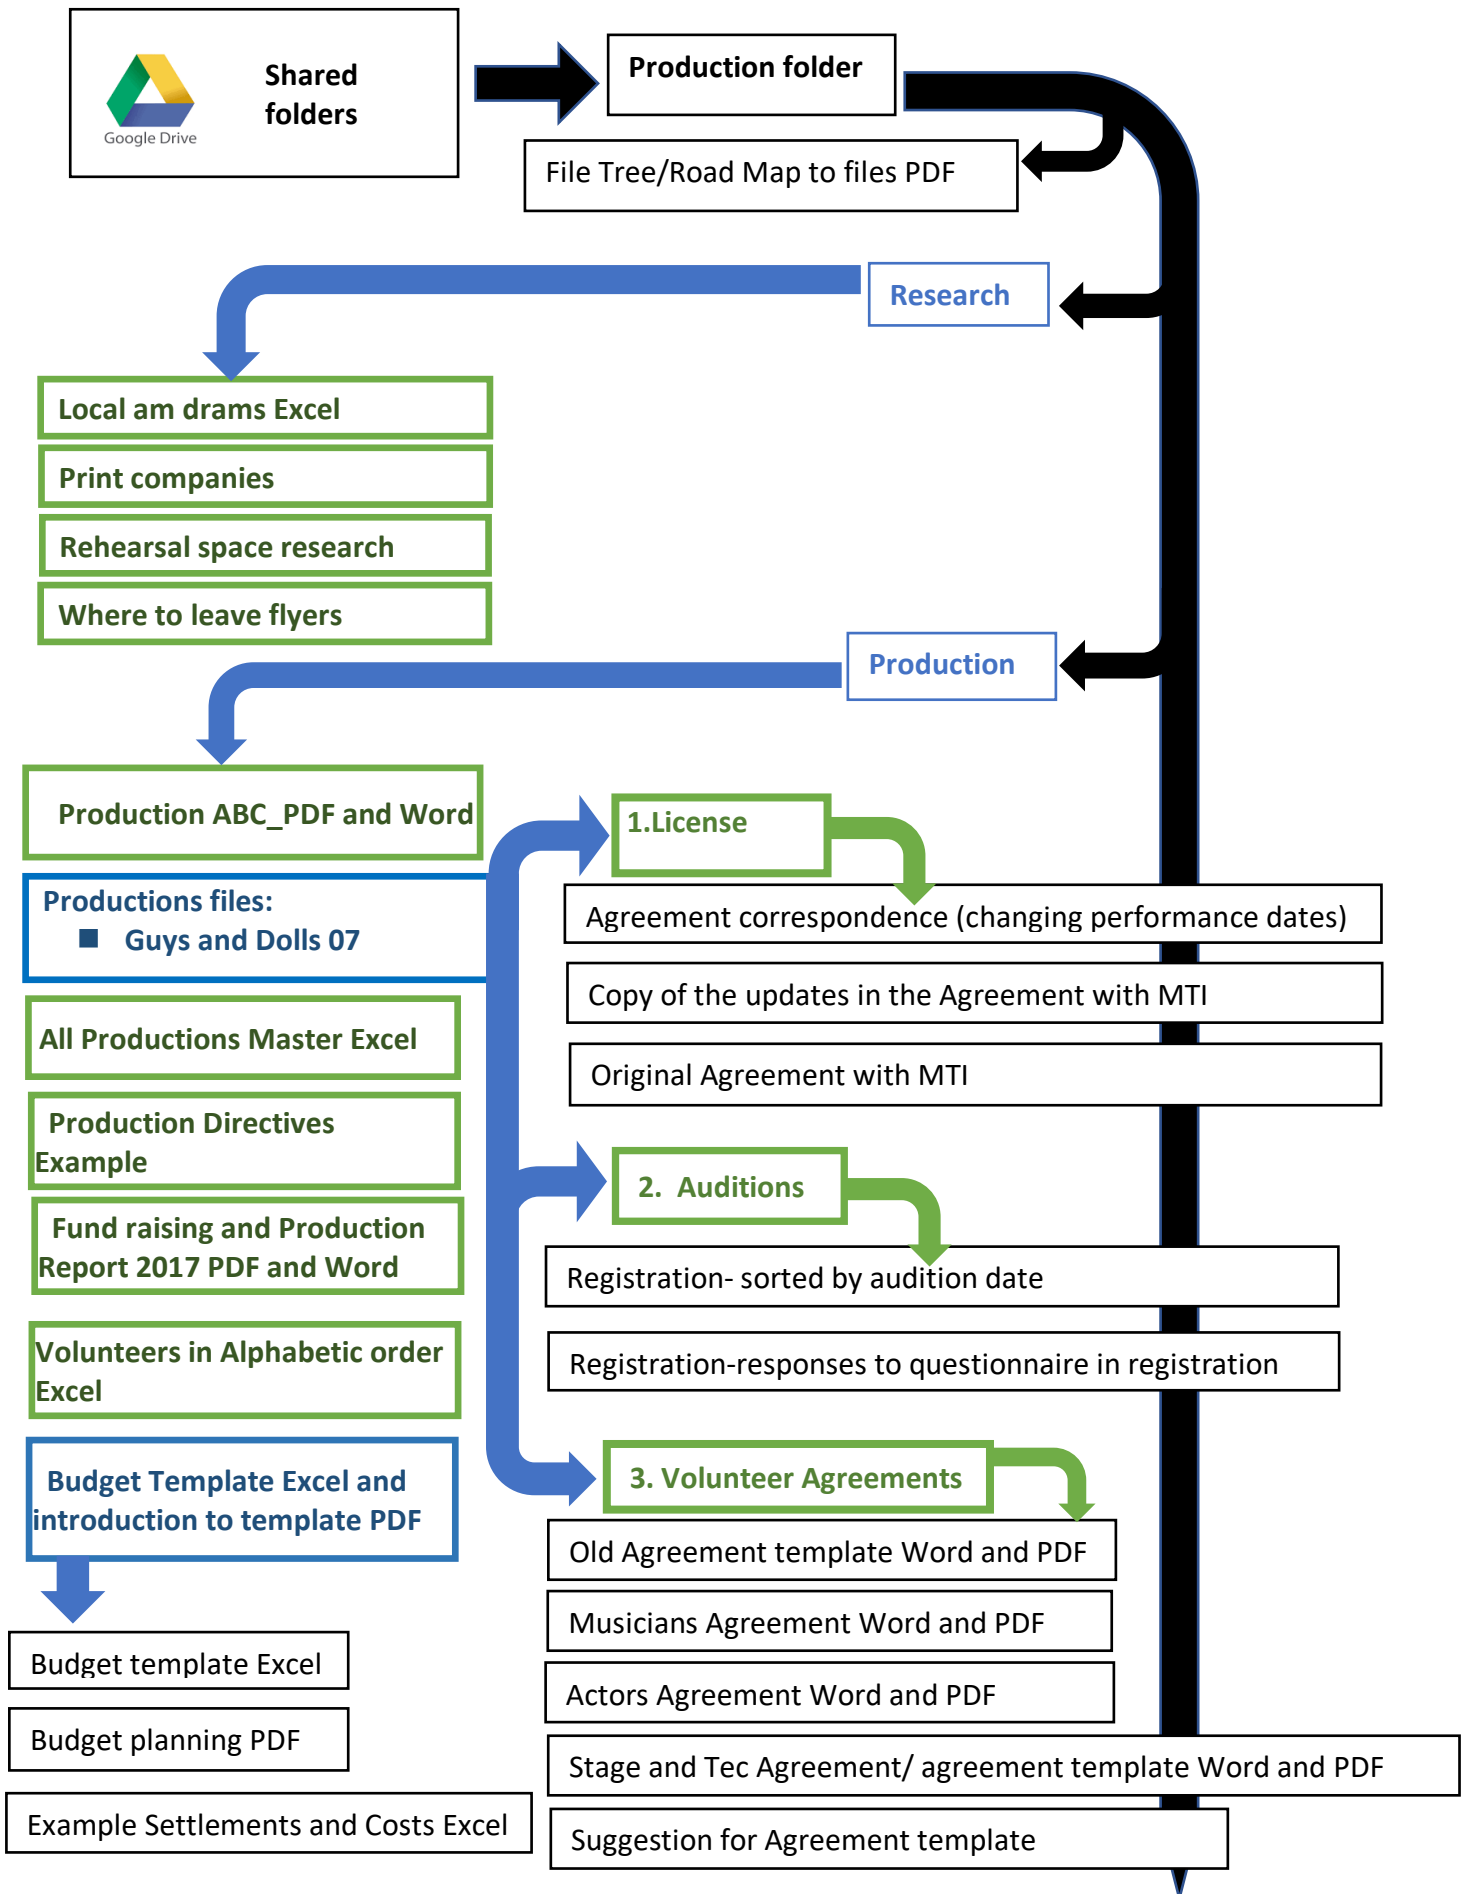 Google Drive
Shared
folders
Production folder
File Tree/Road Map to files PDF
Research
Local am drams Excel
Print companies
Rehearsal space research
Where to leave flyers
Production
Production ABC_PDF and Word
Productions files:
■ Guys and Dolls 07
All Productions Master Excel
Production Directives
Example
Fund raising and Production
Report 2017 PDF and Word
Volunteers in Alphabetic order
Excel
Budget Template Excel and
introduction to template PDF
Budget template Excel
Budget planning PDF
Example Settlements and Costs Excel
1.License
Agreement correspondence (changing performance dates)
Copy of the updates in the Agreement with MTI
Original Agreement with MTI
2. Auditions
Registration- sorted by audition date
Registration-responses to questionnaire in registration
3. Volunteer Agreements
Old Agreement template Word and PDF
Musicians Agreement Word and PDF
Actors Agreement Word and PDF
Stage and Tec Agreement/ agreement template Word and PDF
Suggestion for Agreement template